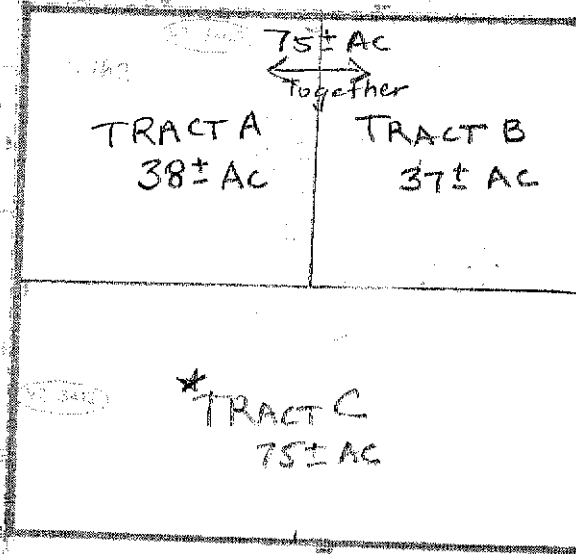 75± AC
Together
TRACT A
38± AC
TRACT B
37± AC
*TRACT C
75± AC